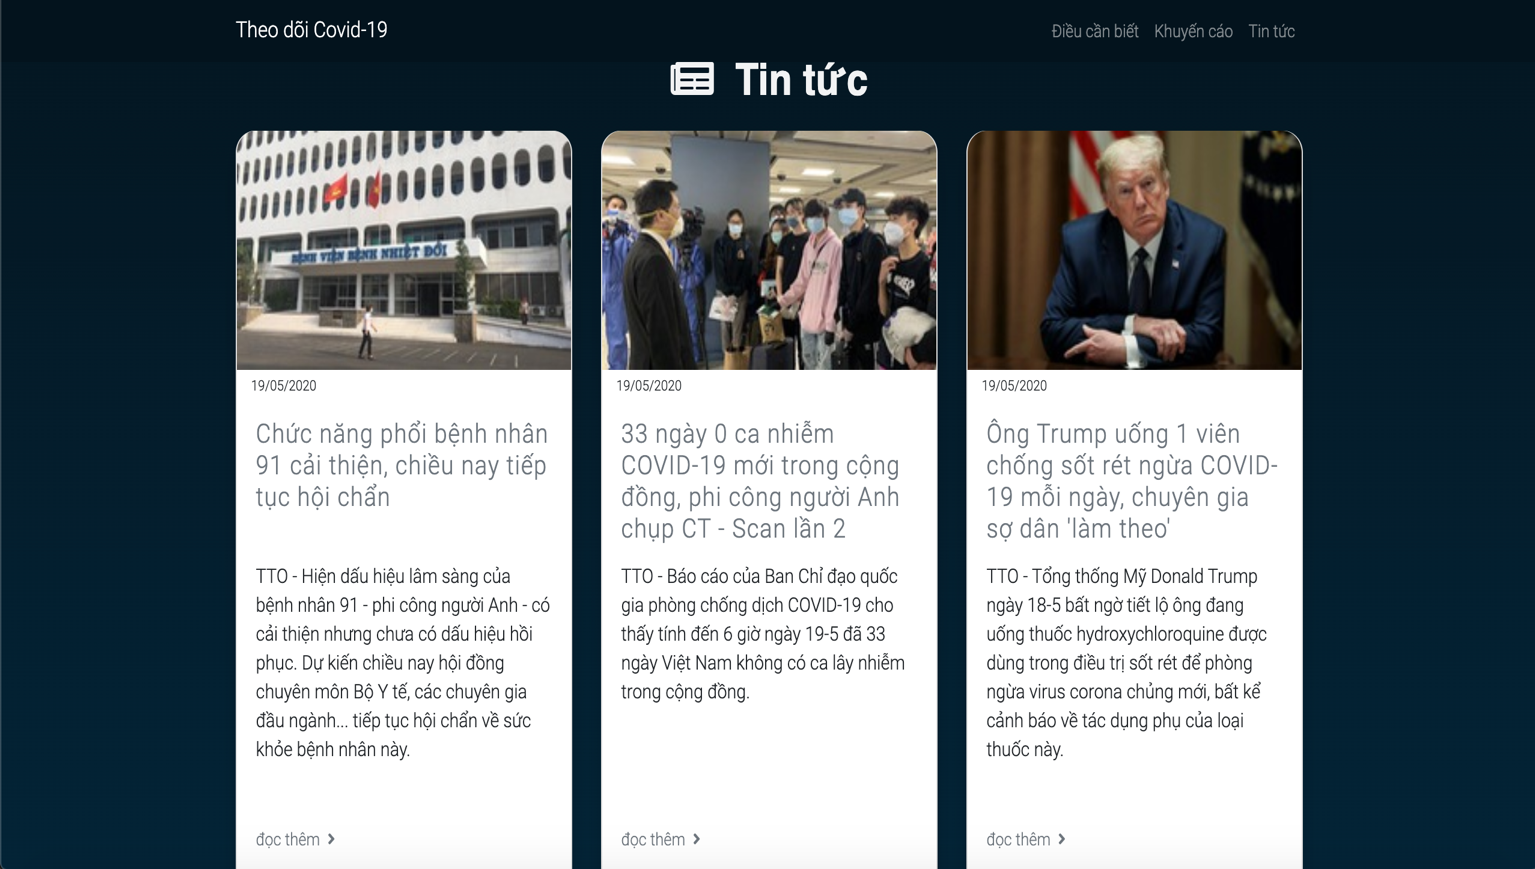 Theo dõi Covid-19
Điều cần biết Khuyến cáo Tin tức
Tin tức
BỆNH VIỆN BỆNH NHIỆT ĐỚI
19/05/2020
Chức năng phổi bệnh nhân
91 cải thiện, chiều nay tiếp
tục hội chẩn
TTO - Hiện dấu hiệu lâm sàng của
bệnh nhân 91 - phi công người Anh - có
cải thiện nhưng chưa có dấu hiệu hồi
phục. Dự kiến chiều nay hội đồng
chuyên môn Bộ Y tế, các chuyên gia
đầu ngành... tiếp tục hội chẩn về sức
khỏe bệnh nhân này.
đọc thêm
19/05/2020
33 ngày 0 ca nhiễm
COVID-19 mới trong cộng
đồng, phi công người Anh
chụp CT - Scan lần 2
TTO - Báo cáo của Ban Chỉ đạo quốc
gia phòng chống dịch COVID-19 cho
thấy tính đến 6 giờ ngày 19-5 đã 33
ngày Việt Nam không có ca lây nhiễm
trong cộng đồng.
đọc thêm
19/05/2020
Ông Trump uống 1 viên
chống sốt rét ngừa COVID-
19 mỗi ngày, chuyên gia
sợ dân 'làm theo'
TTO - Tổng thống Mỹ Donald Trump
ngày 18-5 bất ngờ tiết lộ ông đang
uống thuốc hydroxychloroquine được
dùng trong điều trị sốt rét để phòng
ngừa virus corona chủng mới, bất kể
cảnh báo về tác dụng phụ của loại
thuốc này.
đọc thêm